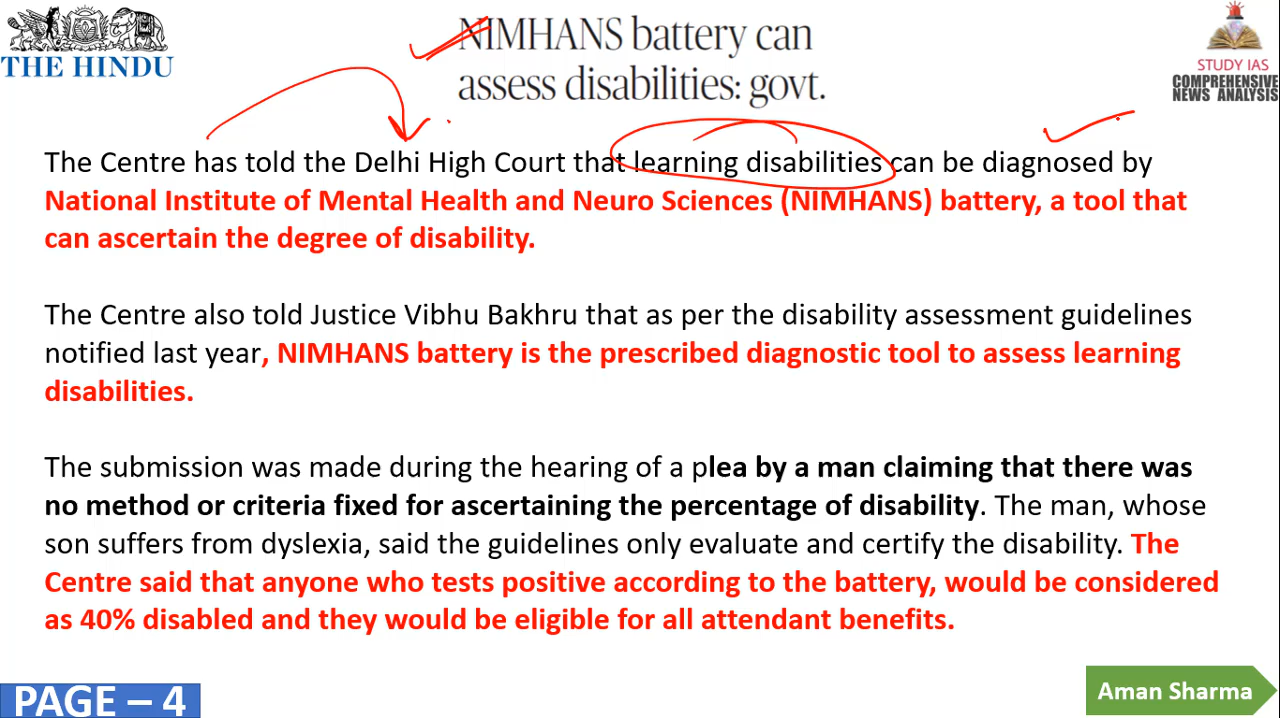 THE HINDU
NIMHANS battery can
assess disabilities: govt.
STUDY IAS
COMPREHENSIVE
NEWS ANALYSIS
The Centre has told the Delhi High Court that learning disabilities can be diagnosed by
National Institute of Mental Health and Neuro Sciences (NIMHANS) battery, a tool that
can ascertain the degree of disability.
The Centre also told Justice Vibhu Bakhru that as per the disability assessment guidelines
notified last year, NIMHANS battery is the prescribed diagnostic tool to assess learning
disabilities.
The submission was made during the hearing of a plea by a man claiming that there was
no method or criteria fixed for ascertaining the percentage of disability. The man, whose
son suffers from dyslexia, said the guidelines only evaluate and certify the disability. The
Centre said that anyone who tests positive according to the battery, would be considered
as 40% disabled and they would be eligible for all attendant benefits.
PAGE – 4
Aman Sharma